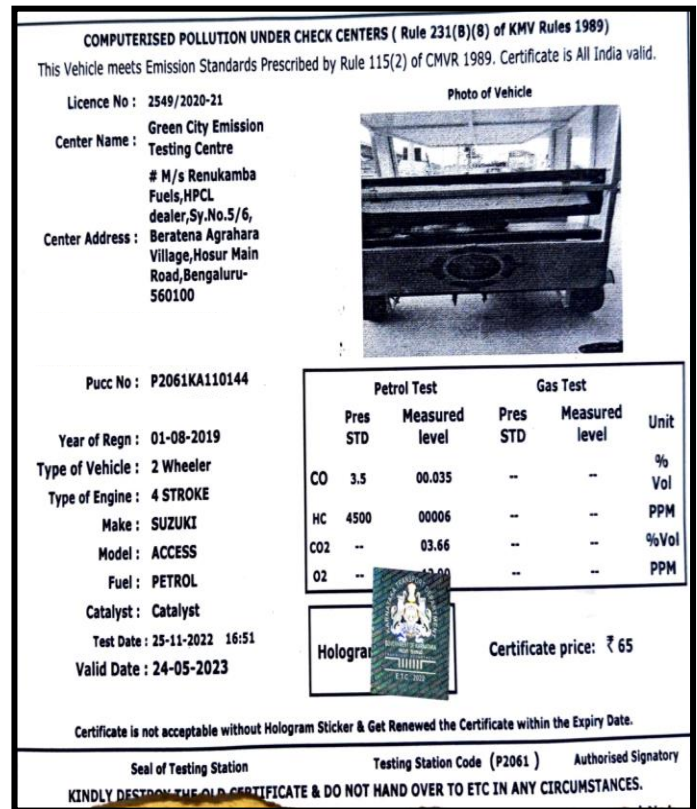 COMPUTERISED POLLUTION UNDER CHECK CENTERS ( Rule 231(B)(8) of KMV Rules 1989)
This Vehicle meets Emission Standards Prescribed by Rule 115(2) of CMVR 1989. Certificate is All India valid.
Licence No : 2549/2020-21
Center Name : Green City Emission
Testing Centre
Center Address : # M/s Renukamba
Fuels,HPCL
dealer,Sy.No.5/6,
Beratena Agrahara
Village,Hosur Main
Road,Bengaluru-
560100
Photo of Vehicle
Pucc No : P2061KA110144
Year of Regn : 01-08-2019
Type of Vehicle : 2 Wheeler
Type of Engine : 4 STROKE
Make : SUZUKI
Model : ACCESS
Fuel : PETROL
Catalyst : Catalyst
Test Date : 25-11-2022 16:51
Valid Date : 24-05-2023
Petrol Test Gas Test
Pres STD Measured level Pres STD Measured level Unit
CO 3.5 00.035 -- -- % Vol
HC 4500 00006 -- -- PPM
CO2 -- 03.66 -- -- %Vol
O2 -- -- -- PPM
Hologra
GOVERNMENT OF KARNATAKA
E.T.C. 2022
Certificate price: ₹ 65
Certificate is not acceptable without Hologram Sticker & Get Renewed the Certificate within the Expiry Date.
Seal of Testing Station Testing Station Code (P2061 ) Authorised Signatory
KINDLY DESTROY THE OLD CERTIFICATE & DO NOT HAND OVER TO ETC IN ANY CIRCUMSTANCES.